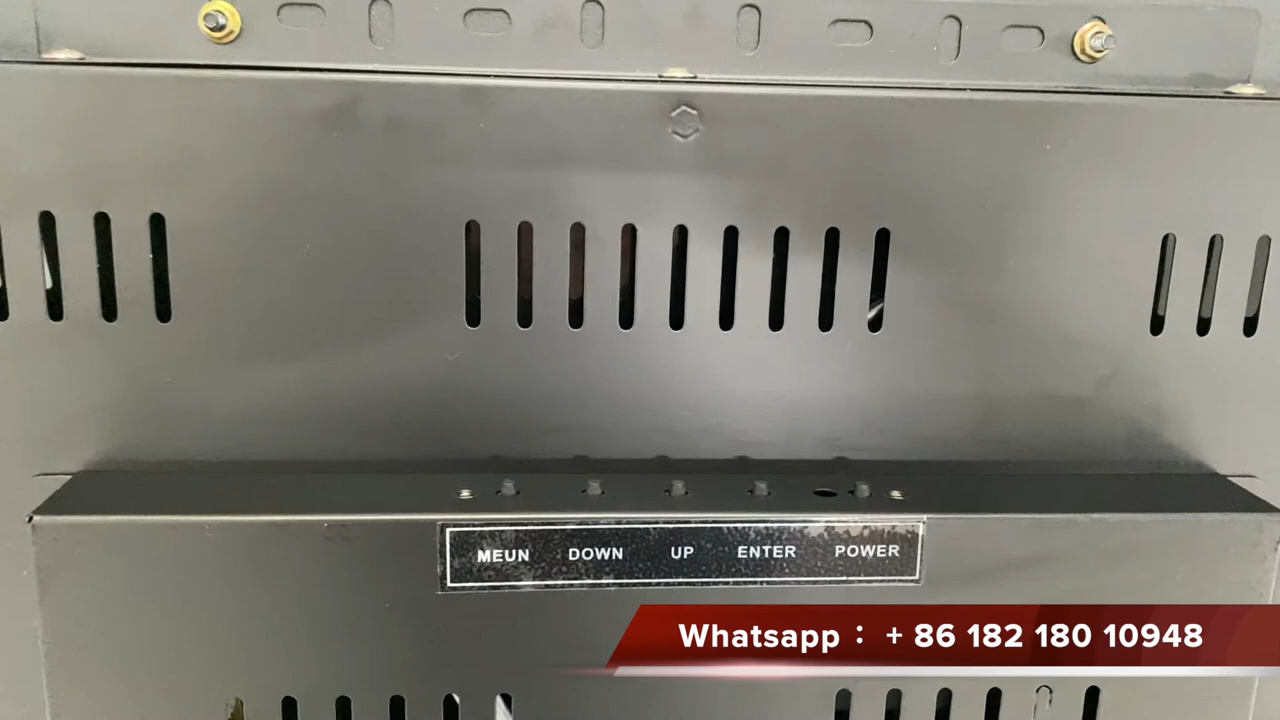 MEUN DOWN UP ENTER POWER
Whatsapp： + 86 182 180 10948